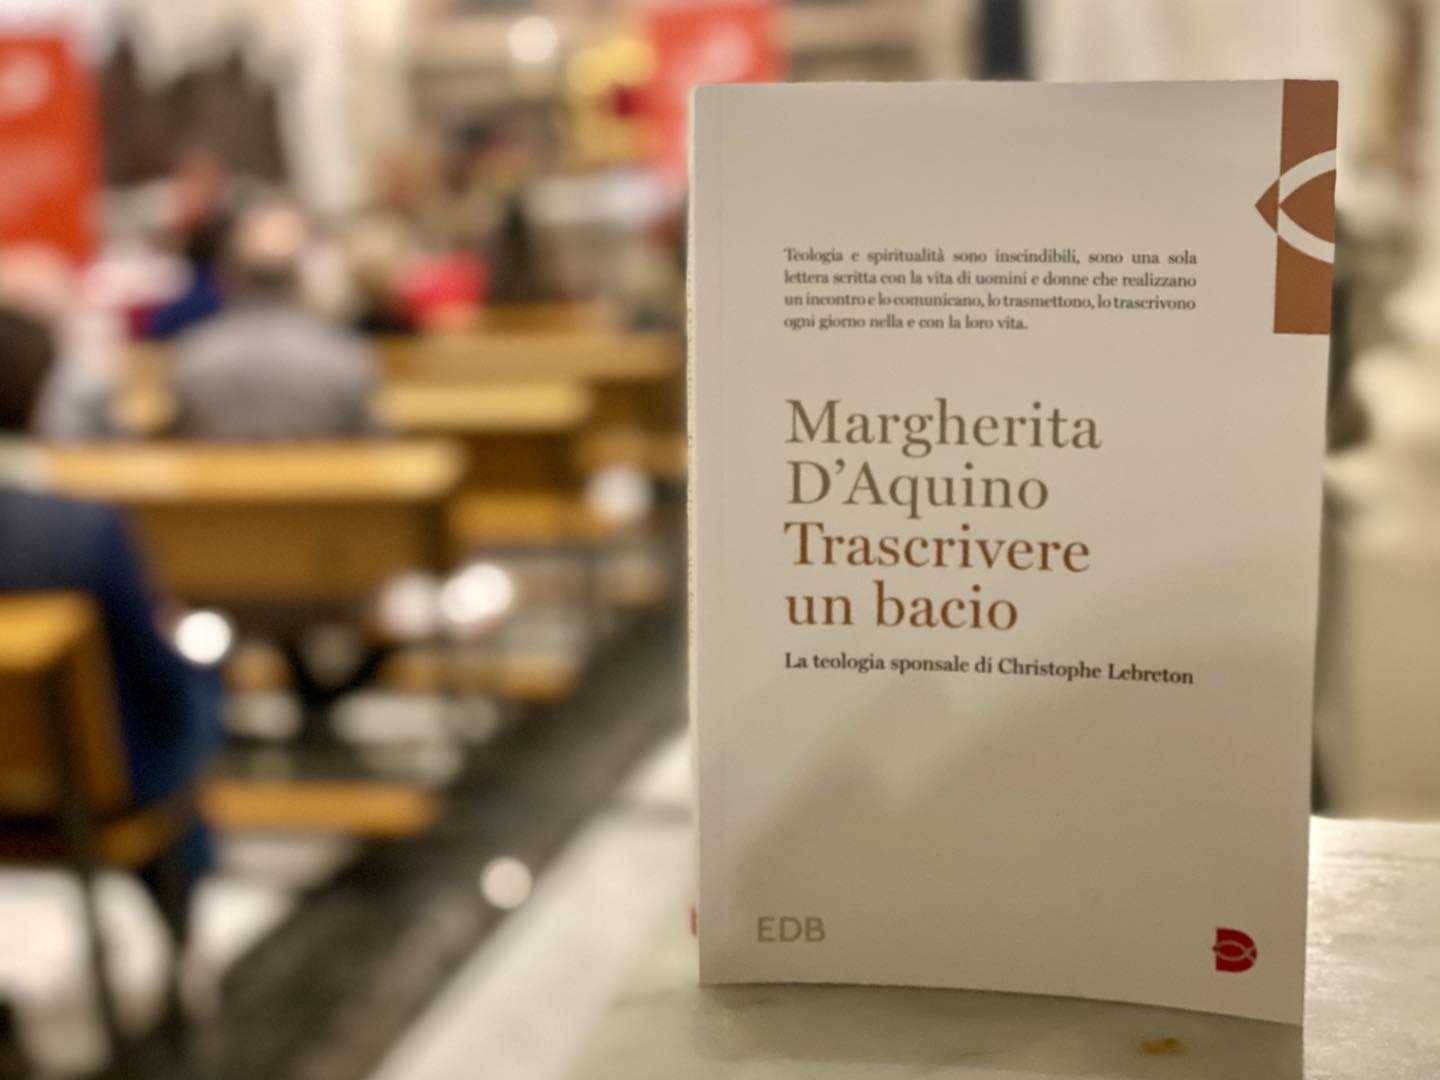 Teologia e spiritualità sono inscindibili, sono una sola
lettera scritta con la vita di uomini e donne che realizzano
un incontro e lo comunicano, lo trasmettono, lo trascrivono
ogni giorno nella e con la loro vita.
Margherita
D’Aquino
Trascrivere
un bacio
La teologia sponsale di Christophe Lebreton
EDB